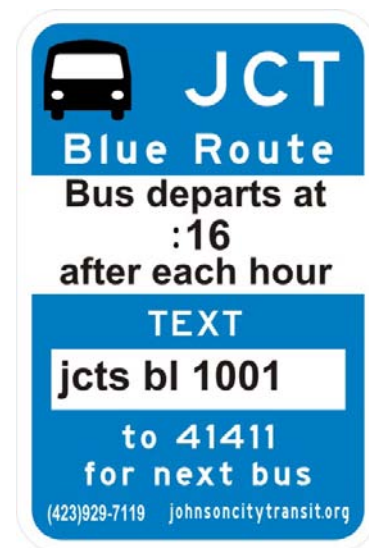 JCT
Blue Route
Bus departs at
:16
after each hour
TEXT
jcts bl 1001
to 41411
for next bus
(423)929-7119 johnsoncitytransit.org